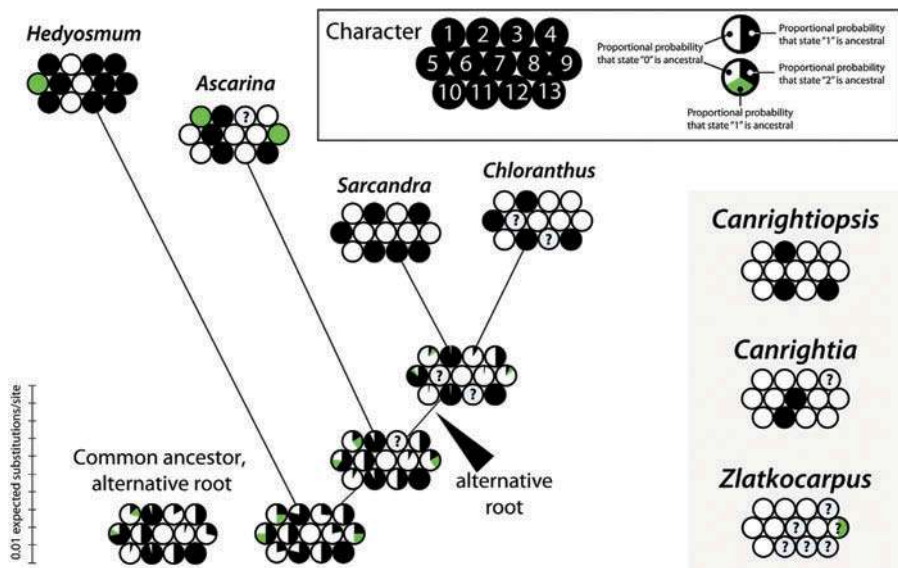 Hedyosmum
Ascarina
?
Character
1 2 3 4
5 6 7 8 9
10 11 12 13
Proportional probability
that state "0" is ancestral
Proportional probability
that state "1" is ancestral
Proportional probability
that state "2" is ancestral
Proportional probability
that state "1" is ancestral
Sarcandra
Chloranthus
?
?
Canrightiopsis
Canrightia
?
Zlatkocarpus
?
? ?
? ? ?
?
?
?
alternative
root
Common ancestor,
alternative root
0.01 expected substitutions/site